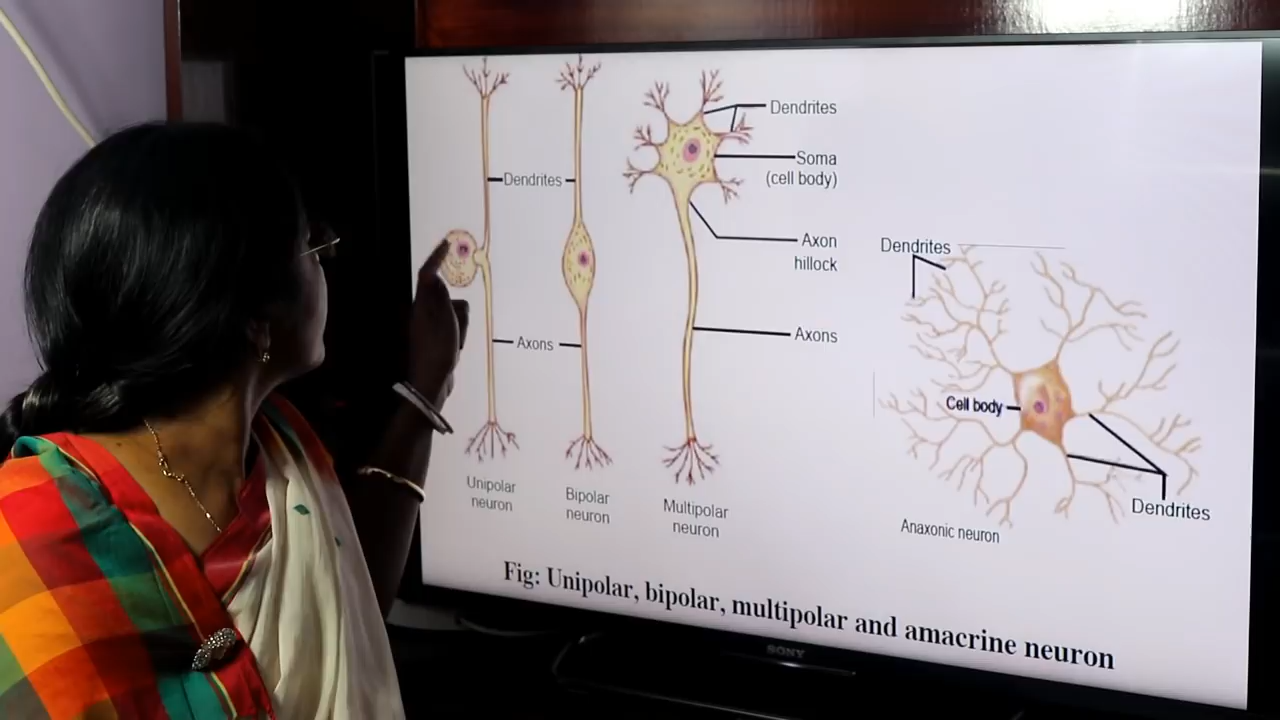 Dendrites
Axons
Unipolar
neuron
Bipolar
neuron
Dendrites
Soma
(cell body)
Axon
hillock
Axons
Multipolar
neuron
Dendrites
Cell body
Dendrites
Anaxonic neuron
Fig: Unipolar, bipolar, multipolar and amacrine neuron
SONY